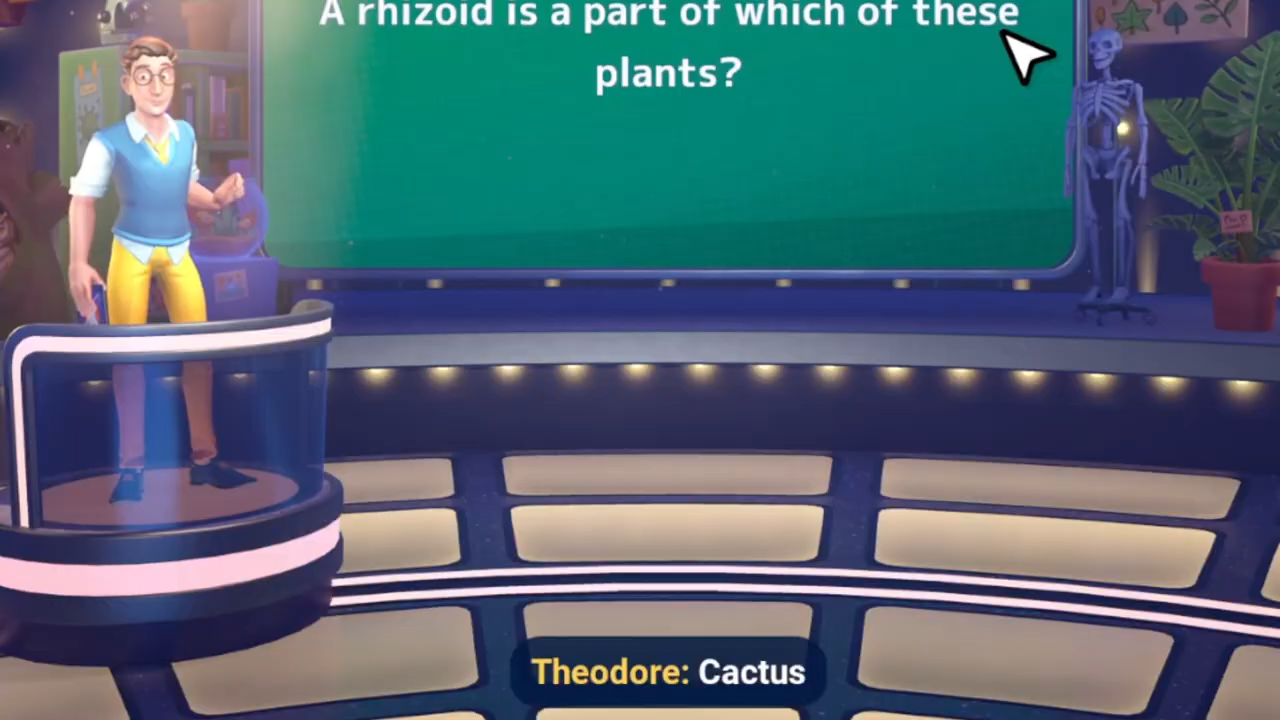 A rhizoid is a part of which of these
plants?
Theodore: Cactus